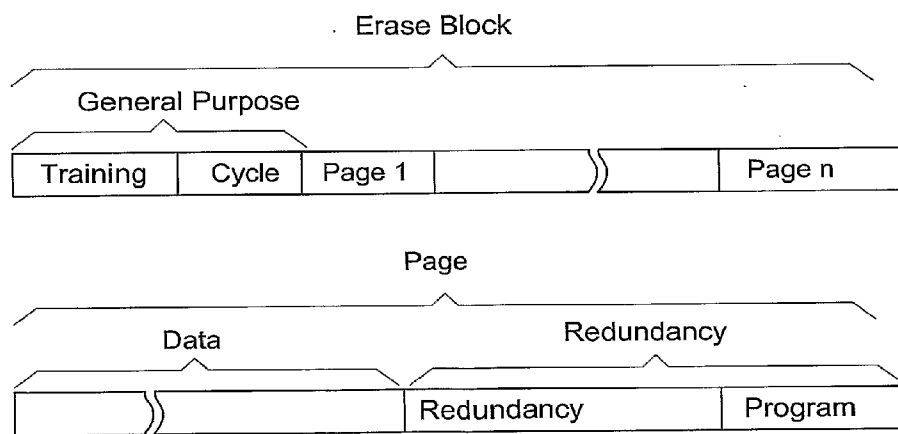 Erase Block
General Purpose
Training Cycle Page 1 Page n
Page
Data Redundancy
Redundancy Program